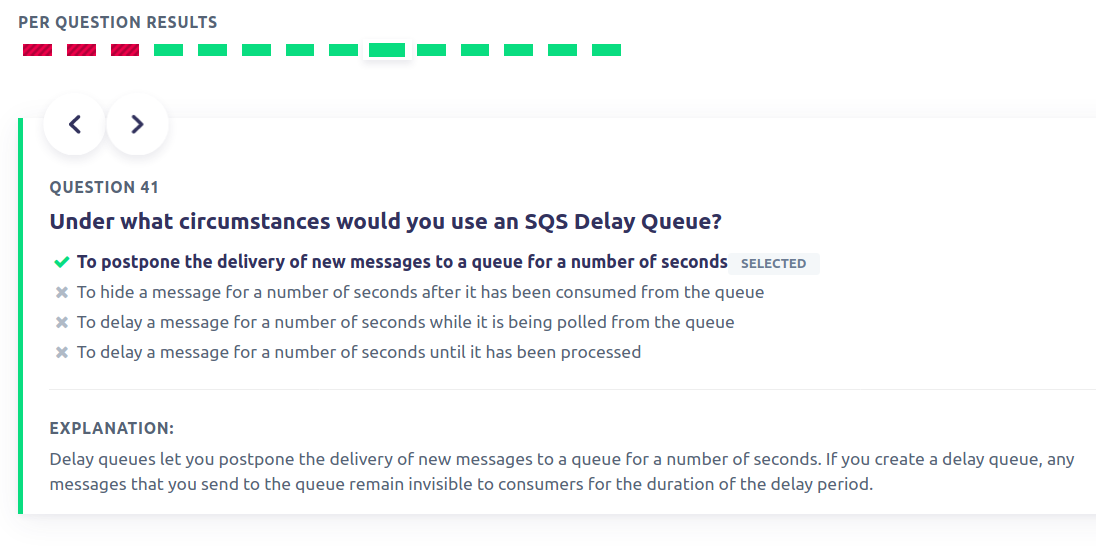 PER QUESTION RESULTS
QUESTION 41
Under what circumstances would you use an SQS Delay Queue?
To postpone the delivery of new messages to a queue for a number of seconds SELECTED
To hide a message for a number of seconds after it has been consumed from the queue
To delay a message for a number of seconds while it is being polled from the queue
To delay a message for a number of seconds until it has been processed
EXPLANATION:
Delay queues let you postpone the delivery of new messages to a queue for a number of seconds. If you create a delay queue, any
messages that you send to the queue remain invisible to consumers for the duration of the delay period.